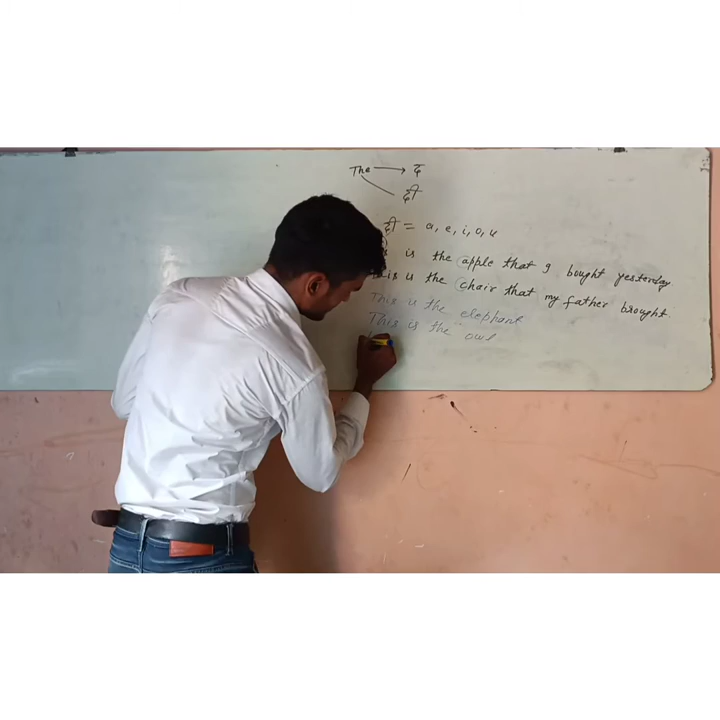 The → द
दी
दी = a, e, i, o, u
is the apple that I bought yesterday.
This is the chair that my father brought.
This is the elephant
This is the owl